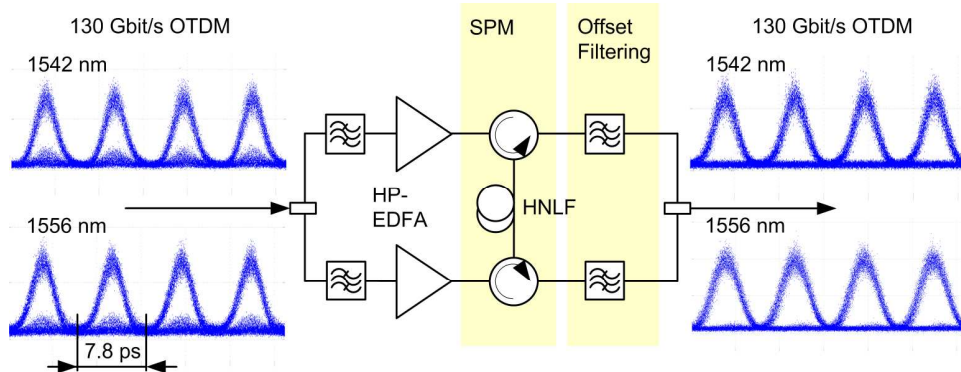 130 Gbit/s OTDM
1542 nm
1556 nm
7.8 ps
HP-
EDFA
SPM
HNLF
Offset
Filtering
130 Gbit/s OTDM
1542 nm
1556 nm